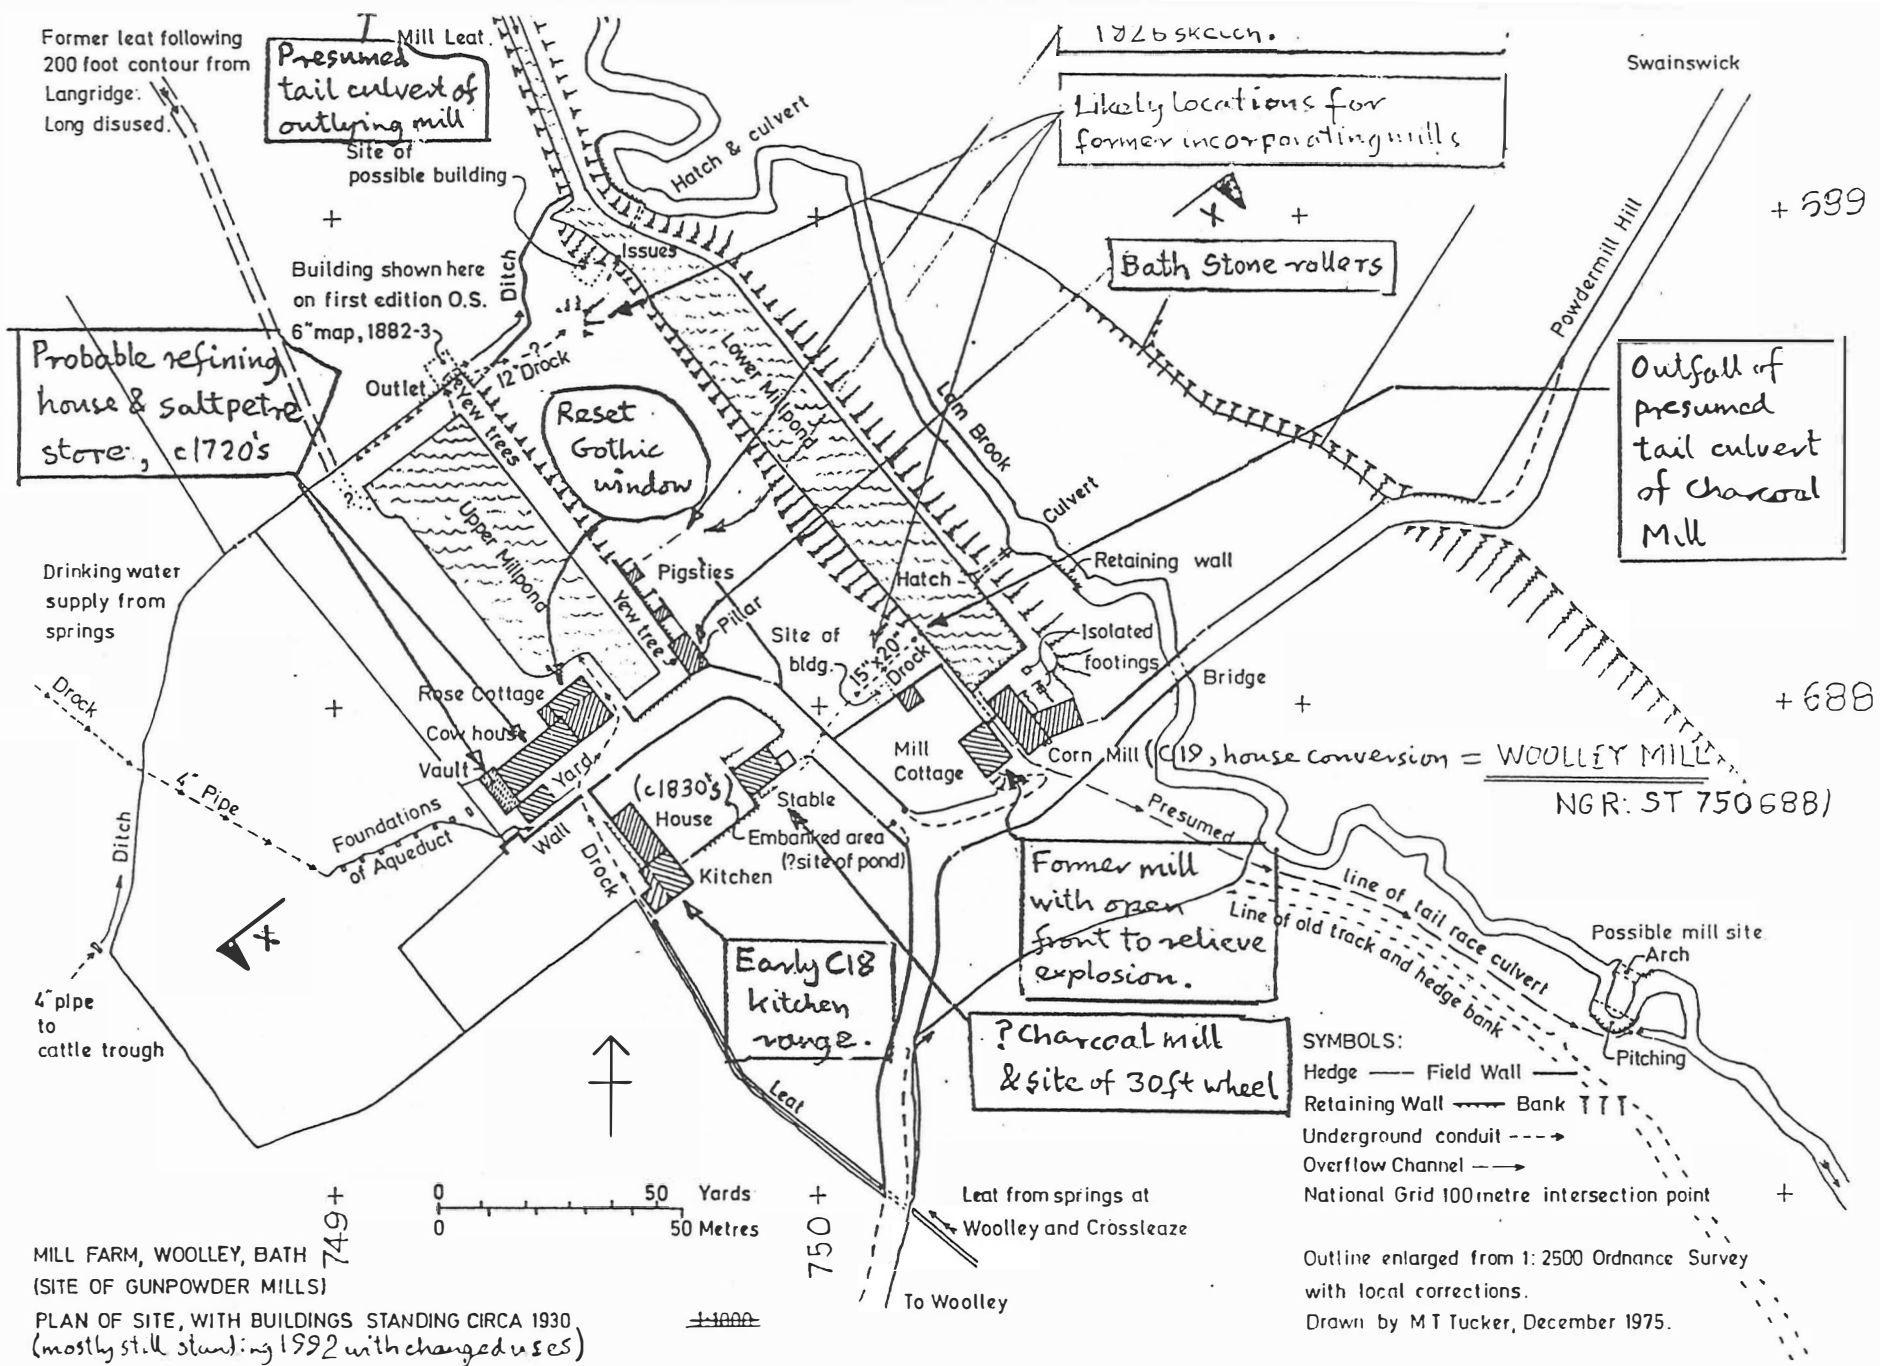 Former leat following
200 foot contour from
Langridge.
Long disused.
Mill Leat.
Presumed
tail culvert of
outlying mill
Site of
possible building
Hatch & culvert
1826 sketch.
Likely locations for
former incorporating mills
Swainswick
+ 689
Powdermill Hill
Bath Stone rollers
Issues
Building shown here
on first edition O.S.
6" map, 1882-3
Ditch
Probable refining
house & saltpetre
store, c1720's
Outlet
12" Drock
?
Yew trees
Reset
Gothic
window
Lower Millpond
Lam Brook
Outfall of
presumed
tail culvert
of Charcoal
Mill
?
Upper Millpond
Culvert
Retaining wall
Hatch
Drinking water
supply from
springs
Pigsties
Yew trees
Pillar
Site of
bldg.
15" x 20"
Drock
Isolated
footings
Bridge
Drock
Rose Cottage
+ 688
Cow house
Vault
Yard
Mill
Cottage
Corn Mill (C19, house conversion = WOOLLEY MILL
NGR: ST 750688)
4" Pipe
(c1830's)
House
Stable
Foundations
of Aqueduct
Wall
Embanked area
(?site of pond)
Presumed
line of tail race culvert
Ditch
Drock
Kitchen
Former mill
with open
front to relieve
explosion.
Line of old track and hedge bank
Possible mill site
Arch
Pitching
Early C18
kitchen
range.
4" pipe
to
cattle trough
? Charcoal mill
& site of 30ft wheel
Leat
SYMBOLS:
Hedge Field Wall
Retaining Wall Bank
Underground conduit
Overflow Channel
National Grid 100 metre intersection point +
0 50 Yards
0 50 Metres
749 +
750 +
Leat from springs at
Woolley and Crossleaze
To Woolley
MILL FARM, WOOLLEY, BATH
(SITE OF GUNPOWDER MILLS)
PLAN OF SITE, WITH BUILDINGS STANDING CIRCA 1930
(mostly still standing 1992 with changed uses)
1:1000
Outline enlarged from 1:2500 Ordnance Survey
with local corrections.
Drawn by M T Tucker, December 1975.